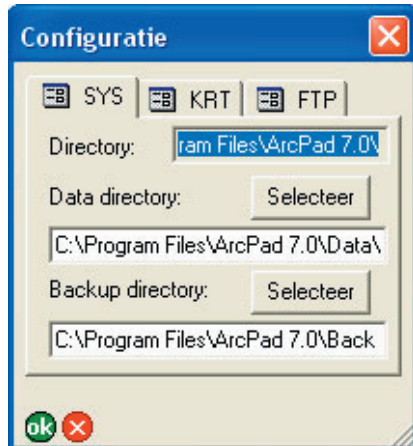 Configuratie
SYS KRT FTP
Directory: ram Files\ArcPad 7.0\
Data directory: Selecteer
C:\Program Files\ArcPad 7.0\Data\
Backup directory: Selecteer
C:\Program Files\ArcPad 7.0\Back
ok